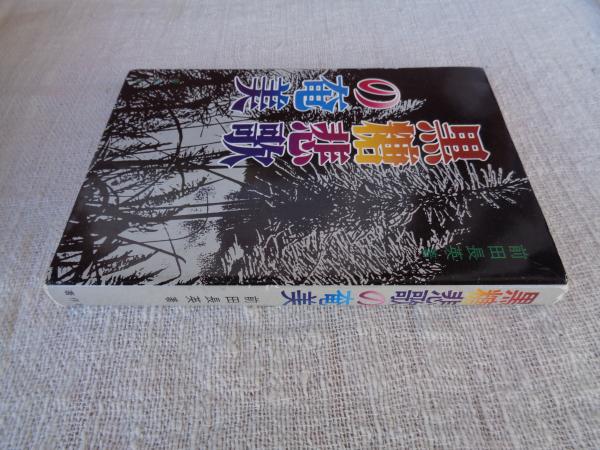 黒糖悲歌
の奄美
前田長英 著
黒糖悲歌の奄美
前田長英 著